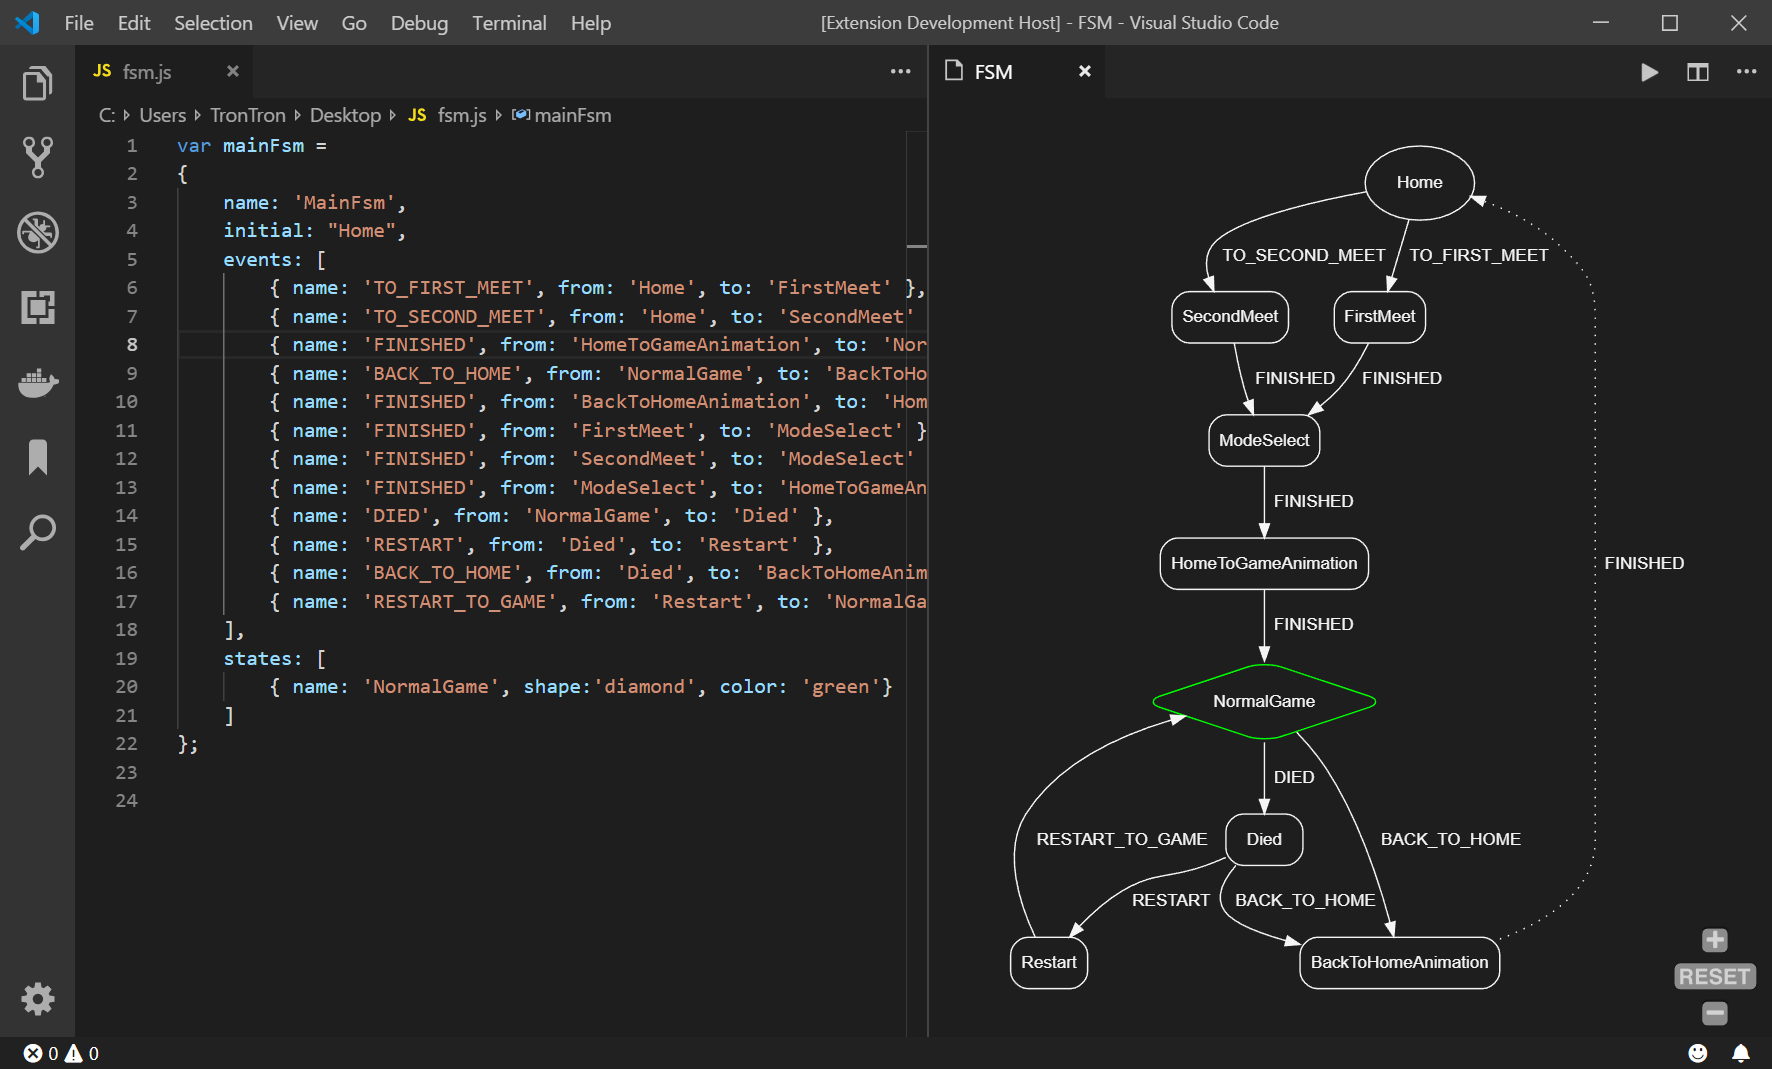 File Edit Selection View Go Debug Terminal Help
[Extension Development Host] - FSM - Visual Studio Code
JS fsm.js
C: Users TronTron Desktop JS fsm.js mainFsm
1 var mainFsm =
2 {
3 name: 'MainFsm',
4 initial: "Home",
5 events: [
6 { name: 'TO_FIRST_MEET', from: 'Home', to: 'FirstMeet' },
7 { name: 'TO_SECOND_MEET', from: 'Home', to: 'SecondMeet'
8 { name: 'FINISHED', from: 'HomeToGameAnimation', to: 'Nor
9 { name: 'BACK_TO_HOME', from: 'NormalGame', to: 'BackToHo
10 { name: 'FINISHED', from: 'BackToHomeAnimation', to: 'Hom
11 { name: 'FINISHED', from: 'FirstMeet', to: 'ModeSelect' }
12 { name: 'FINISHED', from: 'SecondMeet', to: 'ModeSelect'
13 { name: 'FINISHED', from: 'ModeSelect', to: 'HomeToGameAn
14 { name: 'DIED', from: 'NormalGame', to: 'Died' },
15 { name: 'RESTART', from: 'Died', to: 'Restart' },
16 { name: 'BACK_TO_HOME', from: 'Died', to: 'BackToHomeAnim
17 { name: 'RESTART_TO_GAME', from: 'Restart', to: 'NormalGa
18 ],
19 states: [
20 { name: 'NormalGame', shape:'diamond', color: 'green'}
21 ]
22 };
23
24
FSM
Home
TO_SECOND_MEET TO_FIRST_MEET
SecondMeet FirstMeet
FINISHED FINISHED
ModeSelect
FINISHED
HomeToGameAnimation
FINISHED
FINISHED
NormalGame
DIED
RESTART_TO_GAME Died BACK_TO_HOME
RESTART BACK_TO_HOME
Restart BackToHomeAnimation
RESET
0 0